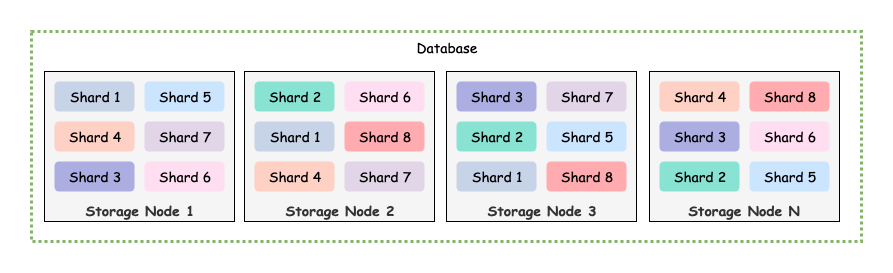 Database
Shard 1 Shard 5
Shard 4 Shard 7
Shard 3 Shard 6
Storage Node 1
Shard 2 Shard 6
Shard 1 Shard 8
Shard 4 Shard 7
Storage Node 2
Shard 3 Shard 7
Shard 2 Shard 5
Shard 1 Shard 8
Storage Node 3
Shard 4 Shard 8
Shard 3 Shard 6
Shard 2 Shard 5
Storage Node N